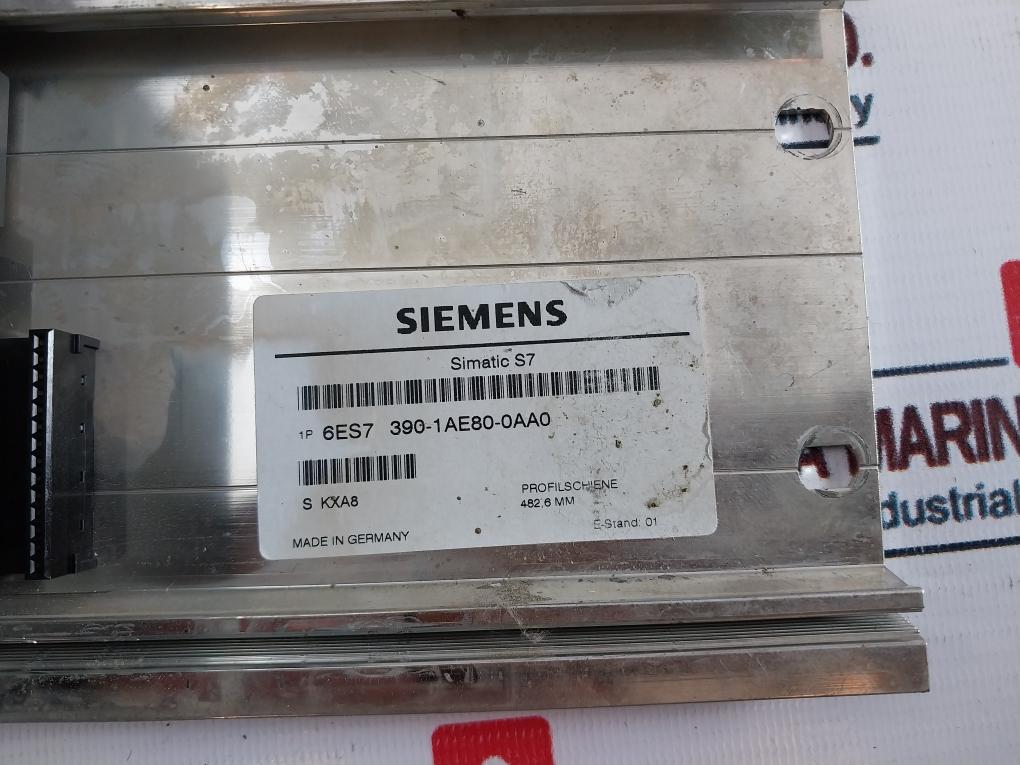 SIEMENS
Simatic S7
1P 6ES7 390-1AE80-0AA0
S KXA8
PROFILSCHIENE
482,6 MM
E-Stand: 01
MADE IN GERMANY
D.
y
MARIN
dustrial